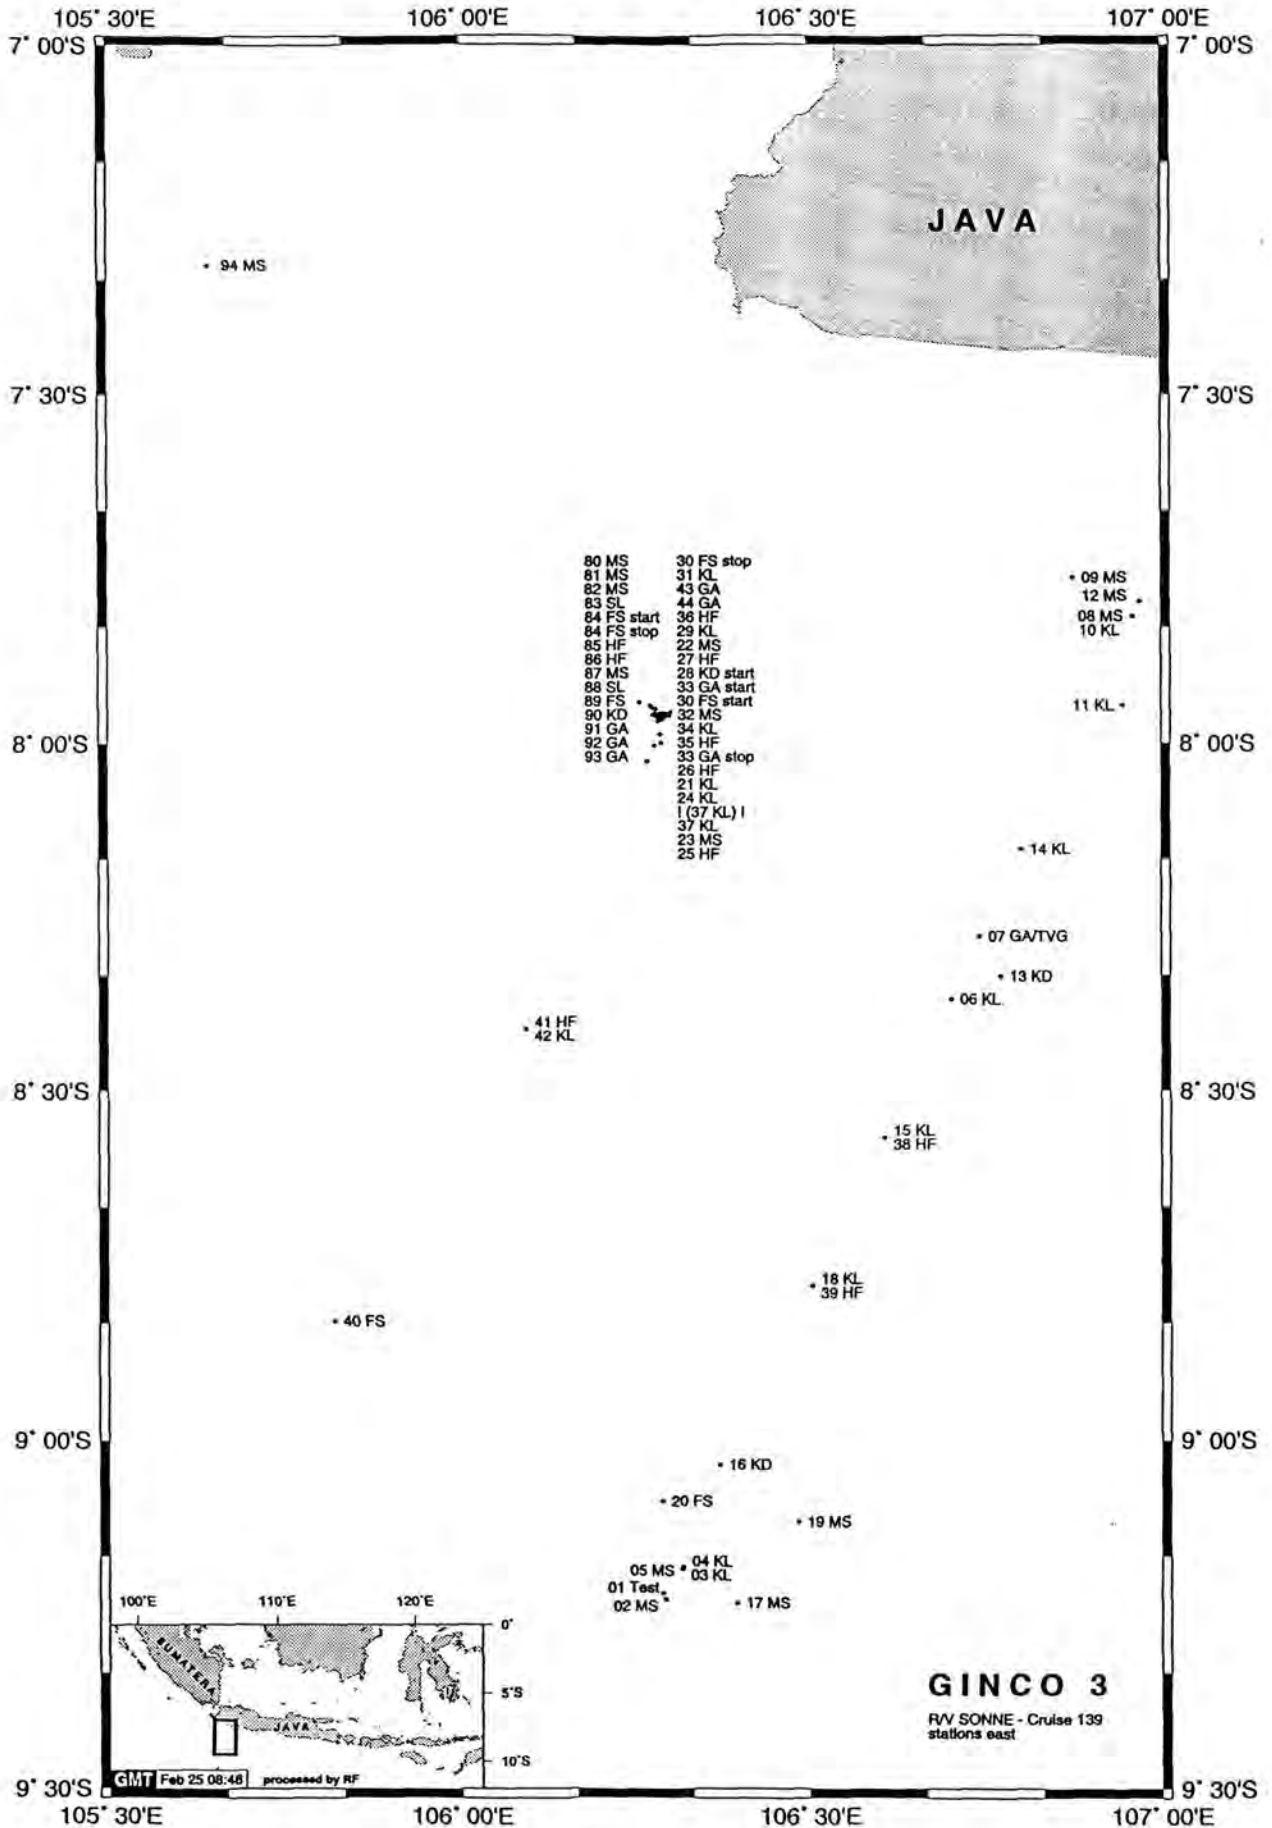 105° 30'E 106° 00'E 106° 30'E 107° 00'E
7° 00'S 7° 00'S
JAVA
94 MS
7° 30'S 7° 30'S
80 MS 30 FS stop
81 MS 31 KL
82 MS 43 GA
83 SL 44 GA
84 FS start 36 HF
84 FS stop 29 KL
85 HF 22 MS
86 HF 27 HF
87 MS 28 KD start
88 SL 33 GA start
89 FS 30 FS start
90 KD 32 MS
91 GA 34 KL
92 GA 35 HF
93 GA 33 GA stop
26 HF
21 KL
24 KL
I (37 KL) I
37 KL
23 MS
25 HF
09 MS
12 MS
08 MS
10 KL
11 KL
8° 00'S 8° 00'S
14 KL
07 GA/TVG
13 KD
06 KL
41 HF
42 KL
8° 30'S 8° 30'S
15 KL
38 HF
18 KL
39 HF
40 FS
9° 00'S 9° 00'S
16 KD
20 FS
19 MS
04 KL
05 MS 03 KL
01 Test
02 MS 17 MS
100°E 110°E 120°E
0°
SUMATERA
5°S
JAVA
10°S
GMT Feb 25 08:48 processed by RF
GINCO 3
R/V SONNE - Cruise 139
stations east
9° 30'S 9° 30'S
105° 30'E 106° 00'E 106° 30'E 107° 00'E